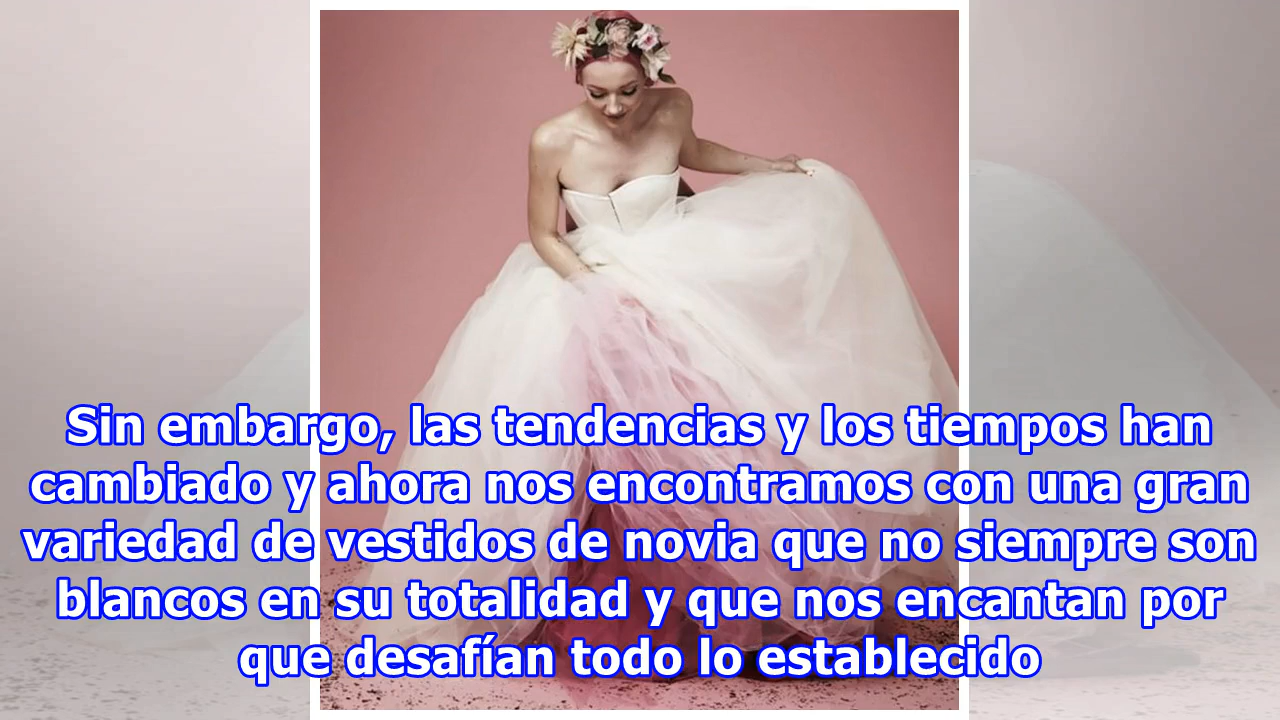 Sin embargo, las tendencias y los tiempos han
cambiado y ahora nos encontramos con una gran
variedad de vestidos de novia que no siempre son
blancos en su totalidad y que nos encantan por
que desafían todo lo establecido